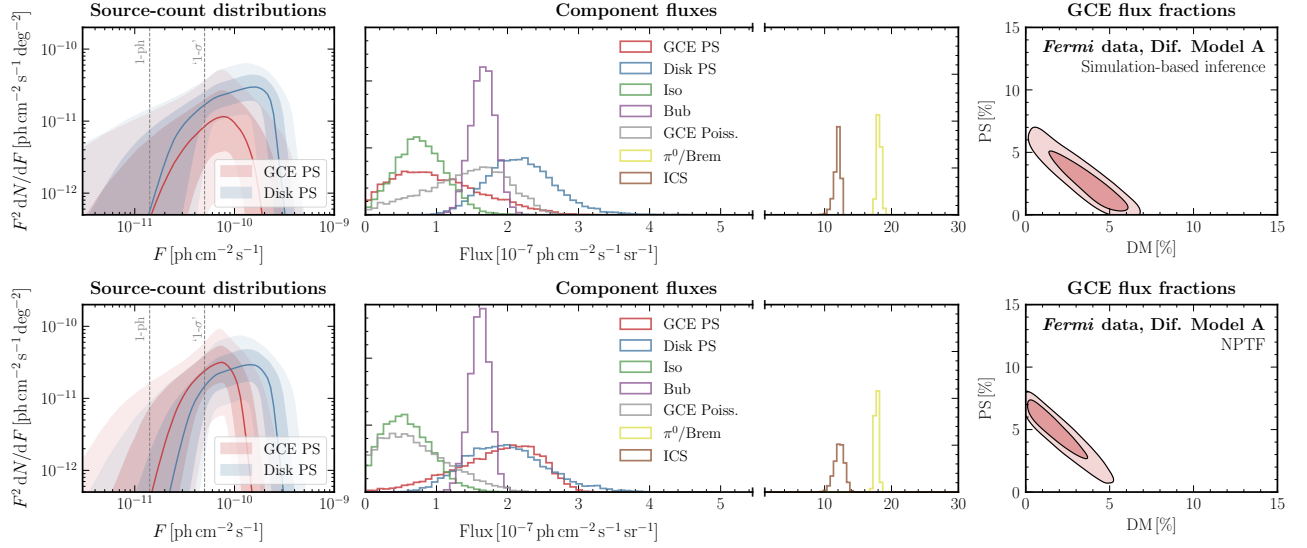 Source-count distributions
Component fluxes
GCE flux fractions
10⁻¹⁰
10⁻¹¹
10⁻¹²
F² dN/dF [ph cm⁻² s⁻¹ deg⁻²]
1-ph
‘1-σ’
GCE PS
Disk PS
10⁻¹¹
10⁻¹⁰
10⁻⁹
F [ph cm⁻² s⁻¹]
GCE PS
Disk PS
Iso
Bub
GCE Poiss.
π⁰/Brem
ICS
0
1
2
3
4
5
10
20
30
Flux [10⁻⁷ ph cm⁻² s⁻¹ sr⁻¹]
Fermi data, Dif. Model A
Simulation-based inference
15
10
5
0
PS [%]
0
5
10
15
DM [%]
Source-count distributions
Component fluxes
GCE flux fractions
10⁻¹⁰
10⁻¹¹
10⁻¹²
F² dN/dF [ph cm⁻² s⁻¹ deg⁻²]
1-ph
‘1-σ’
GCE PS
Disk PS
10⁻¹¹
10⁻¹⁰
10⁻⁹
F [ph cm⁻² s⁻¹]
GCE PS
Disk PS
Iso
Bub
GCE Poiss.
π⁰/Brem
ICS
0
1
2
3
4
5
10
20
30
Flux [10⁻⁷ ph cm⁻² s⁻¹ sr⁻¹]
Fermi data, Dif. Model A
NPTF
15
10
5
0
PS [%]
0
5
10
15
DM [%]